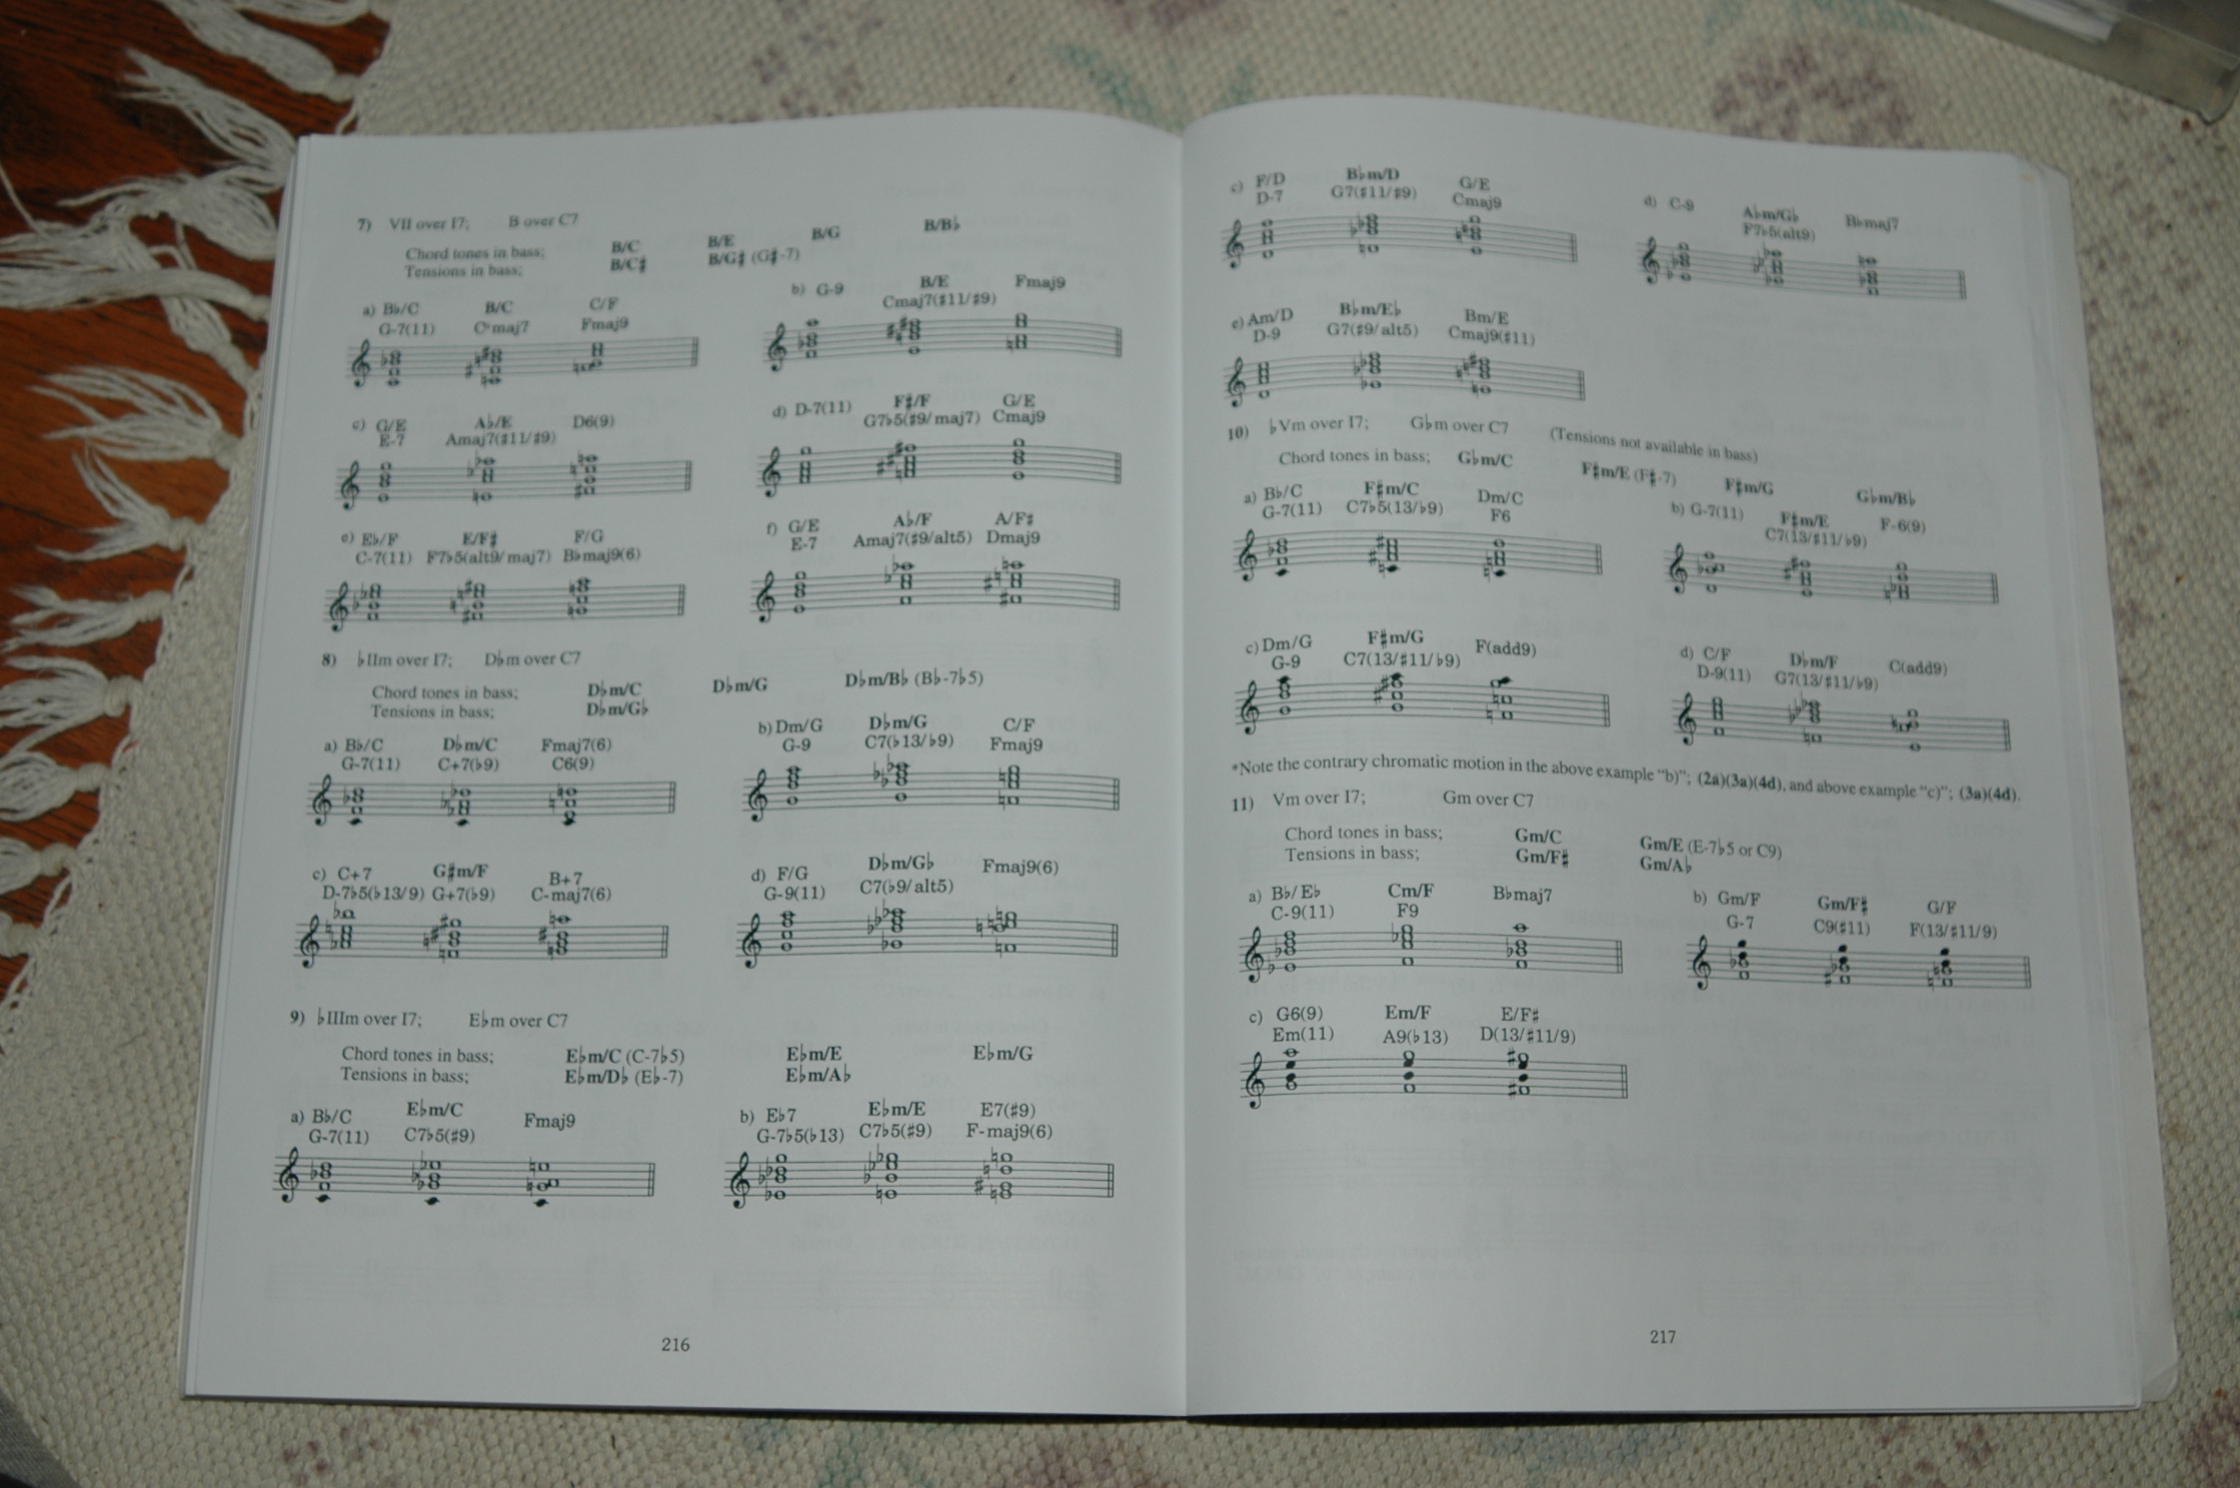 7) VII over I7; B over C7
Chord tones in bass; B/C B/E B/G B/B♭
Tensions in bass; B/C♯ B/G♯ (G♯-7)
a) B♭/C B/C C/F
G-7(11) C°maj7 Fmaj9
b) G-9 B/E Fmaj9
Cmaj7(♯11/♯9)
c) G/E A♭/E D6(9)
E-7 Amaj7(♯11/♯9)
d) D-7(11) F♯/F G/E
G7♭5(♯9/maj7) Cmaj9
e) E♭/F E/F♯ F/G
C-7(11) F7♭5(alt9/maj7) B♭maj9(6)
f) G/E A♭/F A/F♯
E-7 Amaj7(♯9/alt5) Dmaj9
8) ♭IIm over I7; D♭m over C7
Chord tones in bass; D♭m/C D♭m/G D♭m/B♭ (B♭-7♭5)
Tensions in bass; D♭m/G♭
a) B♭/C D♭m/C Fmaj7(6)
G-7(11) C+7(♭9) C6(9)
b) Dm/G D♭m/G C/F
G-9 C7(♭13/♭9) Fmaj9
c) C+7 G♯m/F B+7
D-7♭5(♭13/9) G+7(♭9) C-maj7(6)
d) F/G D♭m/G♭ Fmaj9(6)
G-9(11) C7(♭9/alt5)
9) ♭IIIm over I7; E♭m over C7
Chord tones in bass; E♭m/C (C-7♭5) E♭m/E E♭m/G
Tensions in bass; E♭m/D♭ (E♭-7) E♭m/A♭
a) B♭/C E♭m/C Fmaj9
G-7(11) C7♭5(♯9)
b) E♭7 E♭m/E E7(♯9)
G-7♭5(♭13) C7♭5(♯9) F-maj9(6)
216
c) F/D B♭m/D G/E
D-7 G7(♯11/♯9) Cmaj9
d) C-9 A♭m/G♭ B♭maj7
F7♭5(alt9)
e) Am/D B♭m/E♭ Bm/E
D-9 G7(♯9/alt5) Cmaj9(♯11)
10) ♭Vm over I7; G♭m over C7 (Tensions not available in bass)
Chord tones in bass; G♭m/C F♯m/E (F♯-7) F♯m/G G♭m/B♭
a) B♭/C F♯m/C Dm/C
G-7(11) C7♭5(13/♭9) F6
b) G-7(11) F♯m/E F-6(9)
C7(13/♯11/♭9)
c) Dm/G F♯m/G F(add9)
G-9 C7(13/♯11/♭9)
d) C/F D♭m/F C(add9)
D-9(11) G7(13/♯11/♭9)
*Note the contrary chromatic motion in the above example "b)"; (2a)(3a)(4d), and above example "c)"; (3a)(4d).
11) Vm over I7; Gm over C7
Chord tones in bass; Gm/C Gm/E (E-7♭5 or C9)
Tensions in bass; Gm/F♯ Gm/A♭
a) B♭/E♭ Cm/F B♭maj7
C-9(11) F9
b) Gm/F Gm/F♯ G/F
G-7 C9(♯11) F(13/♯11/9)
c) G6(9) Em/F E/F♯
Em(11) A9(♭13) D(13/♯11/9)
217